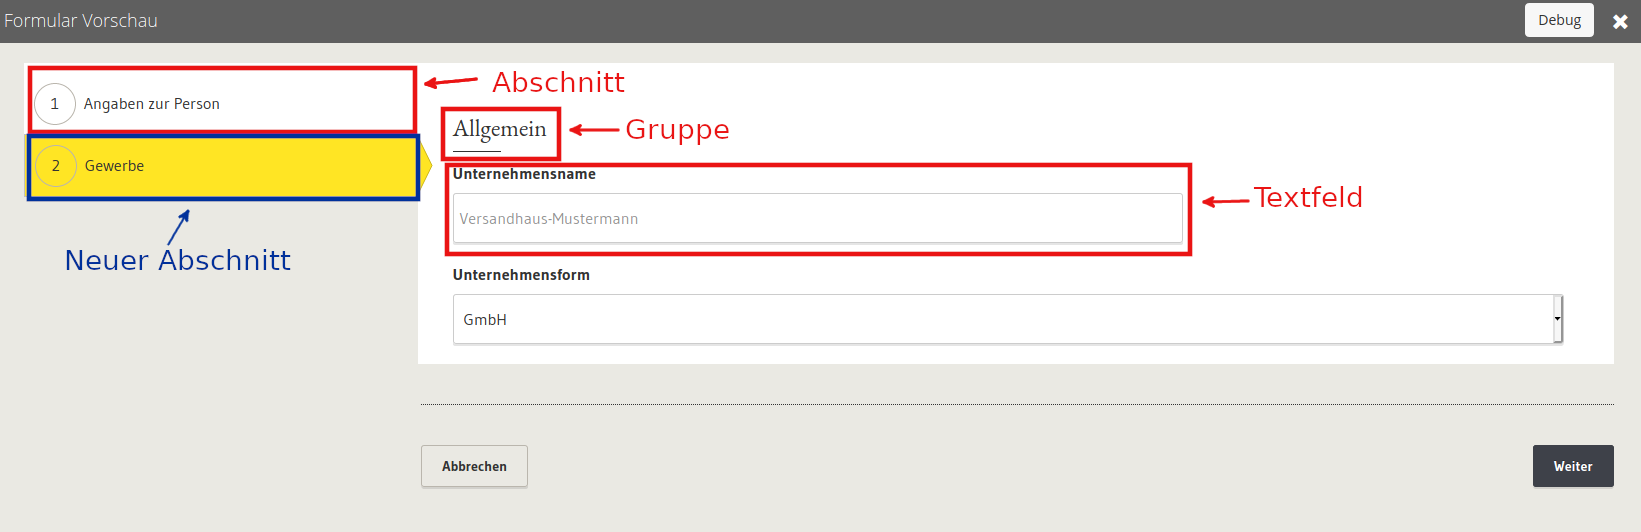 Formular Vorschau
Debug
1 Angaben zur Person
Abschnitt
Allgemein
Gruppe
2 Gewerbe
Unternehmensname
Versandhaus-Mustermann
Textfeld
Neuer Abschnitt
Unternehmensform
GmbH
Abbrechen
Weiter